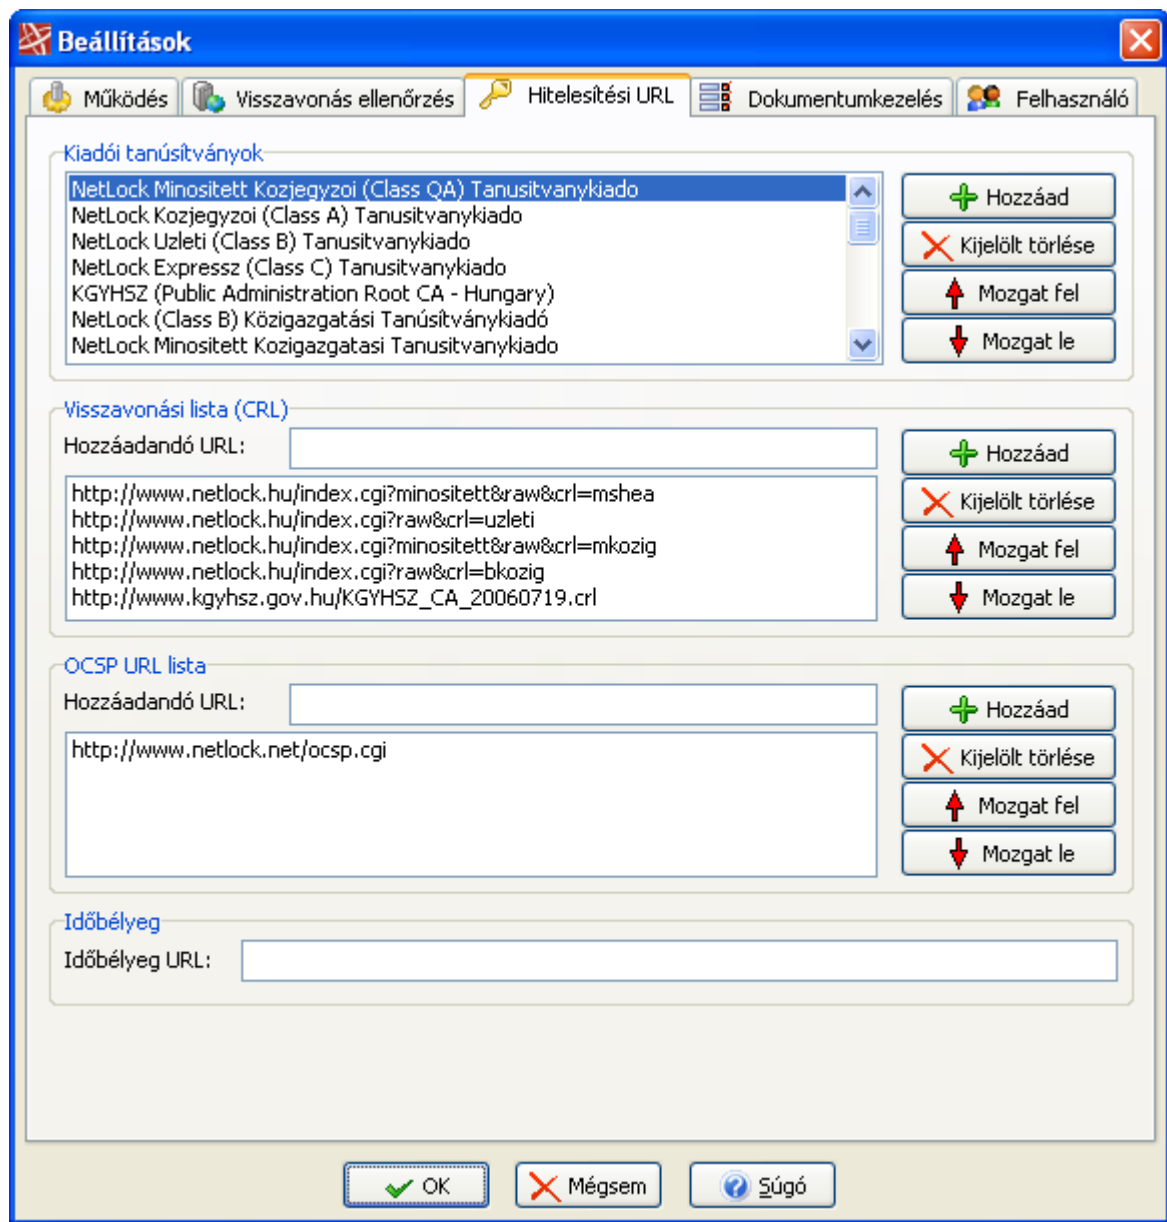 Beállítások
Működés Visszavonás ellenőrzés Hitelesítési URL Dokumentumkezelés Felhasználó
Kiadói tanúsítványok
NetLock Minositett Kozjegyzoi (Class QA) Tanusitvanykiado
NetLock Kozjegyzoi (Class A) Tanusitvanykiado
NetLock Uzleti (Class B) Tanusitvanykiado
NetLock Expressz (Class C) Tanusitvanykiado
KGYHSZ (Public Administration Root CA - Hungary)
NetLock (Class B) Közigazgatási Tanúsítványkiadó
NetLock Minositett Kozigazgatasi Tanusitvanykiado
Hozzáad
Kijelölt törlése
Mozgat fel
Mozgat le
Visszavonási lista (CRL)
Hozzáadandó URL:
http://www.netlock.hu/index.cgi?minositett&raw&crl=mshea
http://www.netlock.hu/index.cgi?raw&crl=uzleti
http://www.netlock.hu/index.cgi?minositett&raw&crl=mkozig
http://www.netlock.hu/index.cgi?raw&crl=bkozig
http://www.kgyhsz.gov.hu/KGYHSZ_CA_20060719.crl
Hozzáad
Kijelölt törlése
Mozgat fel
Mozgat le
OCSP URL lista
Hozzáadandó URL:
http://www.netlock.net/ocsp.cgi
Hozzáad
Kijelölt törlése
Mozgat fel
Mozgat le
Időbélyeg
Időbélyeg URL:
OK Mégsem Súgó